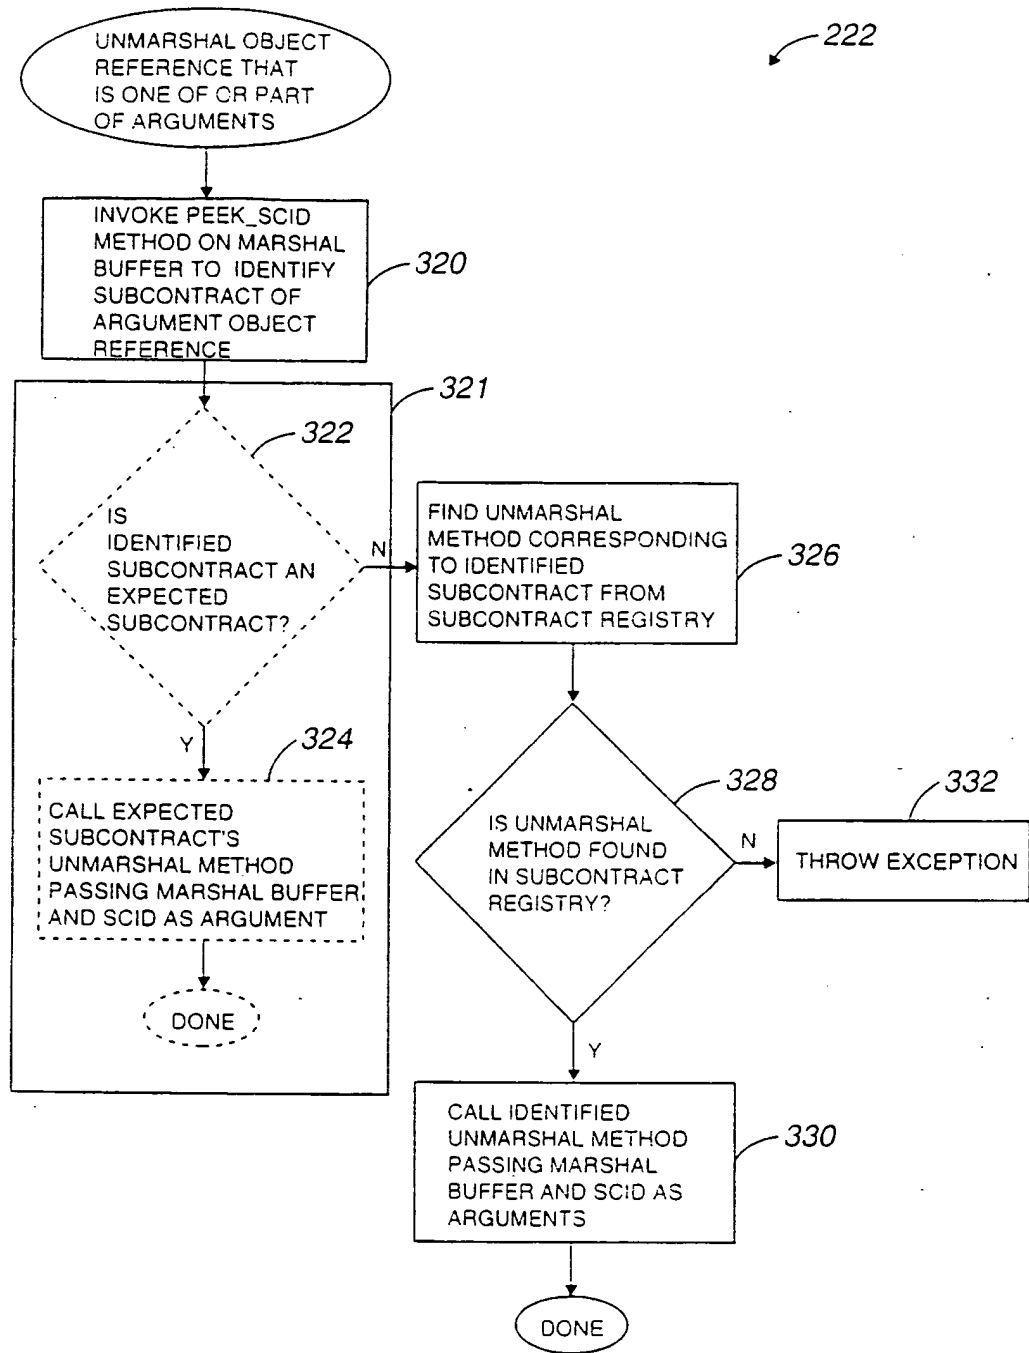 222
UNMARSHAL OBJECT
REFERENCE THAT
IS ONE OF OR PART
OF ARGUMENTS
INVOKE PEEK_SCID
METHOD ON MARSHAL
BUFFER TO IDENTIFY
SUBCONTRACT OF
ARGUMENT OBJECT
REFERENCE
320
321
322
IS
IDENTIFIED
SUBCONTRACT AN
EXPECTED
SUBCONTRACT?
N
Y
324
CALL EXPECTED
SUBCONTRACT'S
UNMARSHAL METHOD
PASSING MARSHAL BUFFER
AND SCID AS ARGUMENT
DONE
FIND UNMARSHAL
METHOD CORRESPONDING
TO IDENTIFIED
SUBCONTRACT FROM
SUBCONTRACT REGISTRY
326
328
IS UNMARSHAL
METHOD FOUND
IN SUBCONTRACT
REGISTRY?
N
332
THROW EXCEPTION
Y
CALL IDENTIFIED
UNMARSHAL METHOD
PASSING MARSHAL
BUFFER AND SCID AS
ARGUMENTS
330
DONE